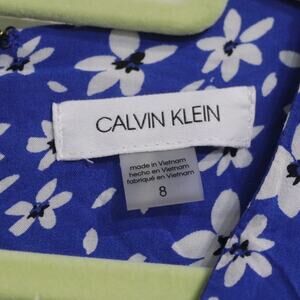 CALVIN KLEIN
made in Vietnam
hecho en Vietnam
fabriqué en Vietnam
8